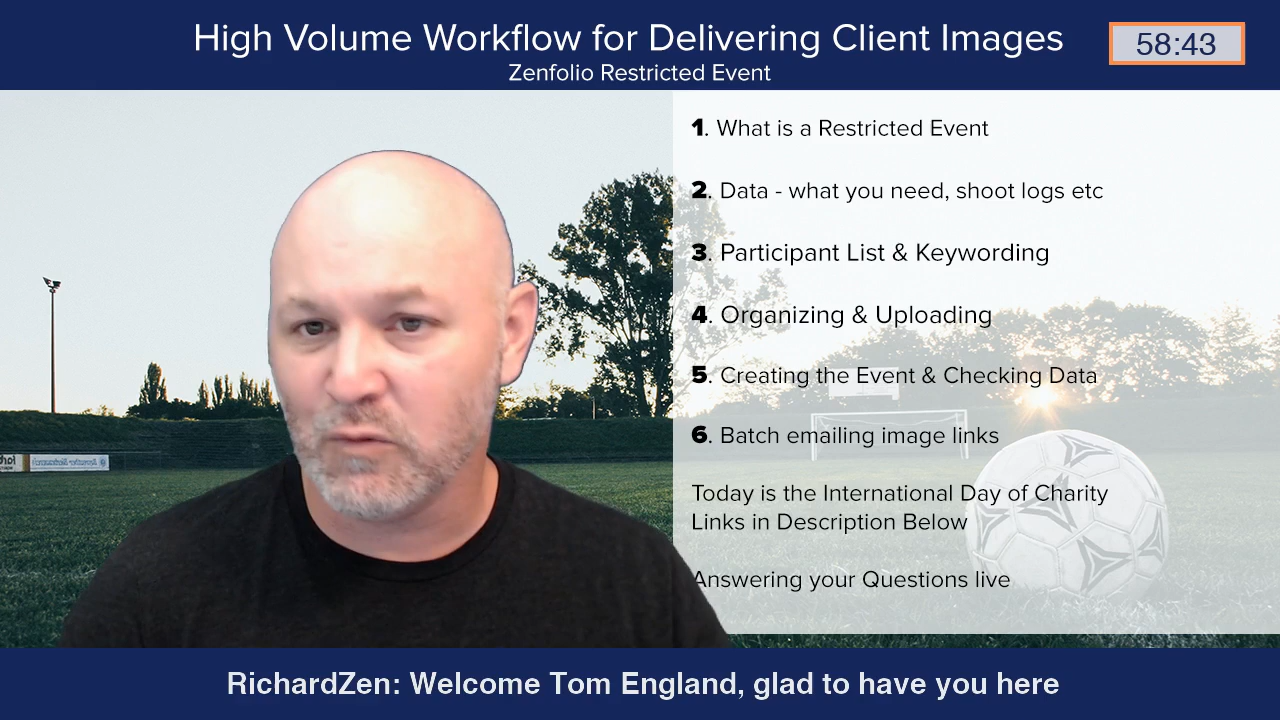 High Volume Workflow for Delivering Client Images
58:43
Zenfolio Restricted Event
1. What is a Restricted Event
2. Data - what you need, shoot logs etc
3. Participant List & Keywording
4. Organizing & Uploading
5. Creating the Event & Checking Data
6. Batch emailing image links
Today is the International Day of Charity
Links in Description Below
Answering your Questions live
RichardZen: Welcome Tom England, glad to have you here